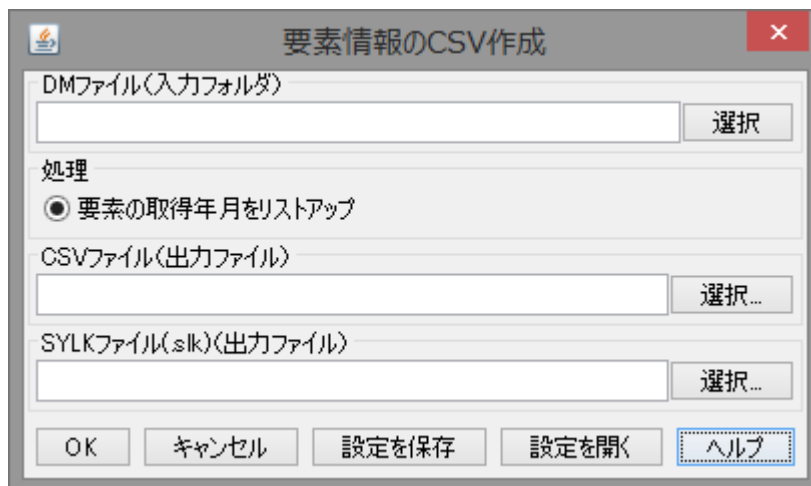 要素情報のCSV作成
DMファイル(入力フォルダ)
選択
処理
要素の取得年月をリストアップ
CSVファイル(出力ファイル)
選択...
SYLKファイル(.slk)(出力ファイル)
選択...
OK キャンセル 設定を保存 設定を開く ヘルプ